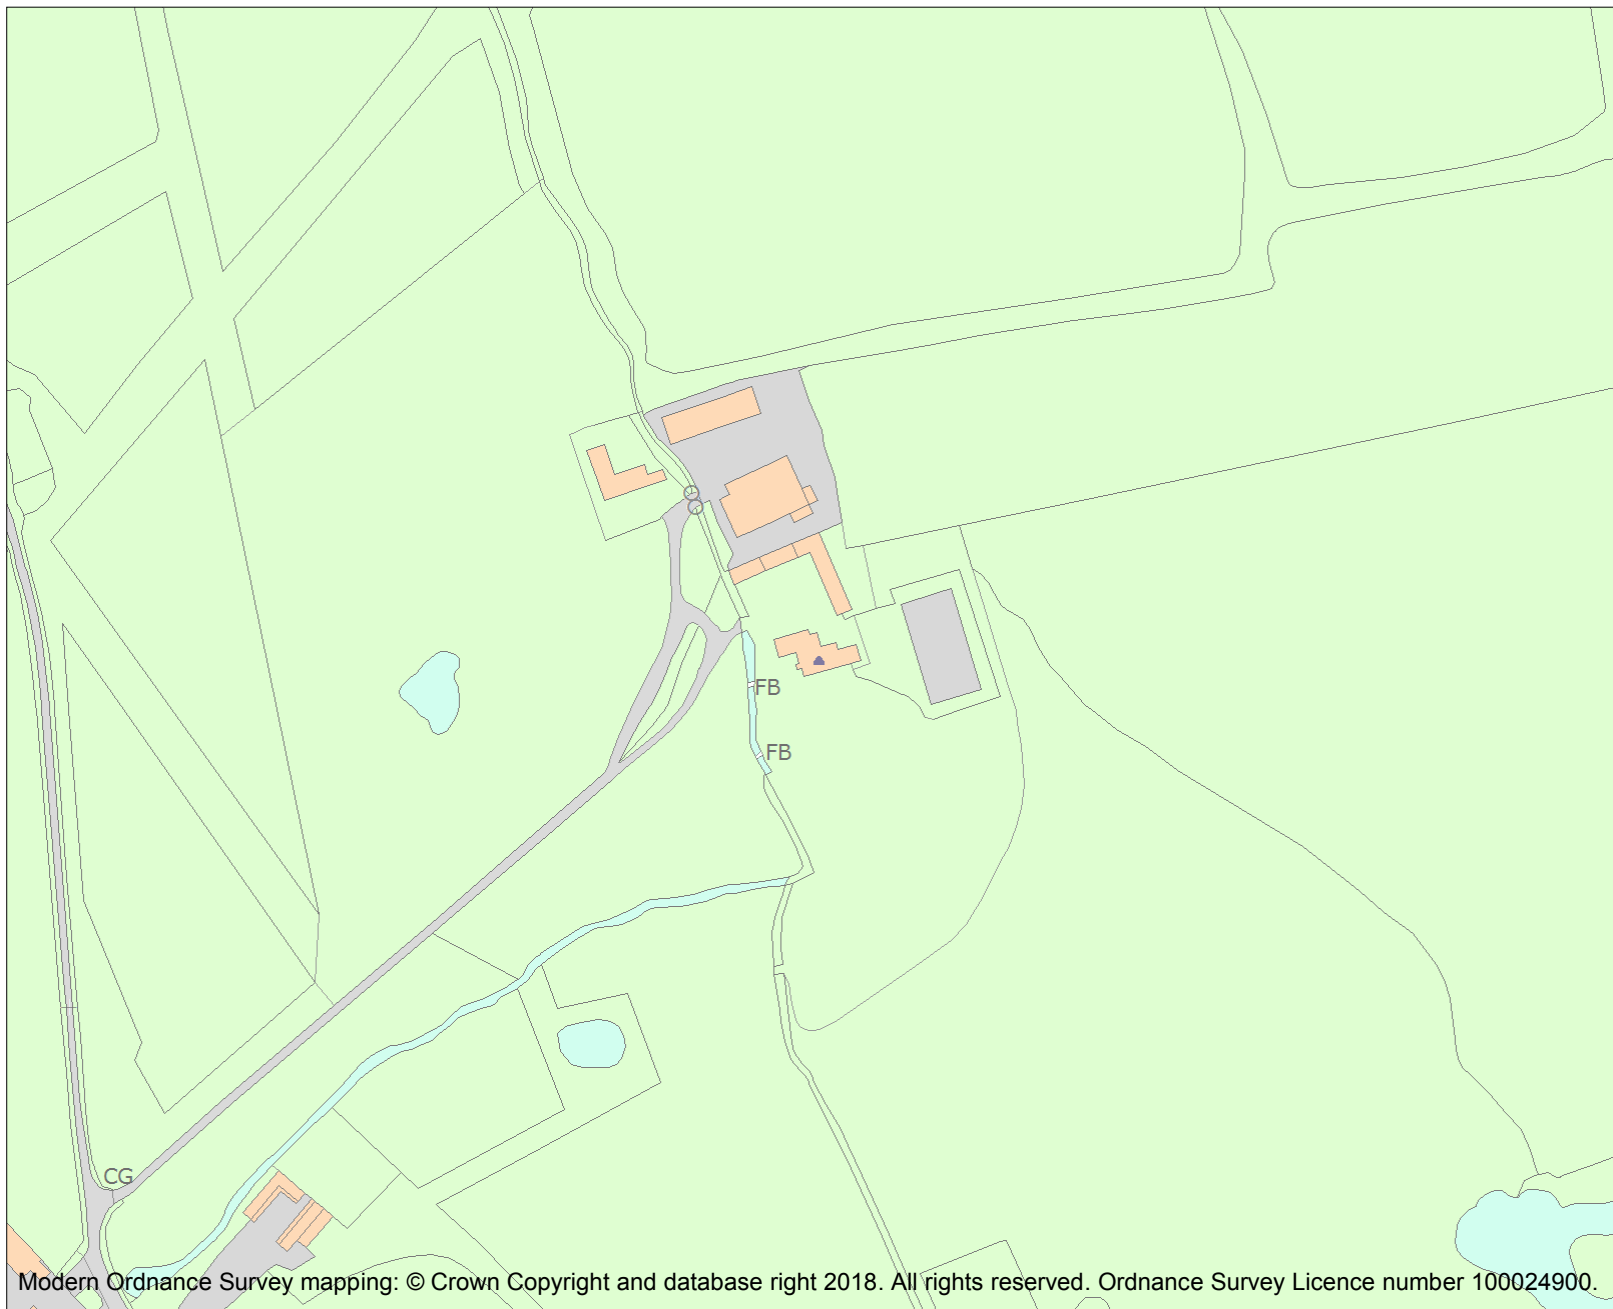 FB
FB
CG
Modern Ordnance Survey mapping: © Crown Copyright and database right 2018. All rights reserved. Ordnance Survey Licence number 100024900.